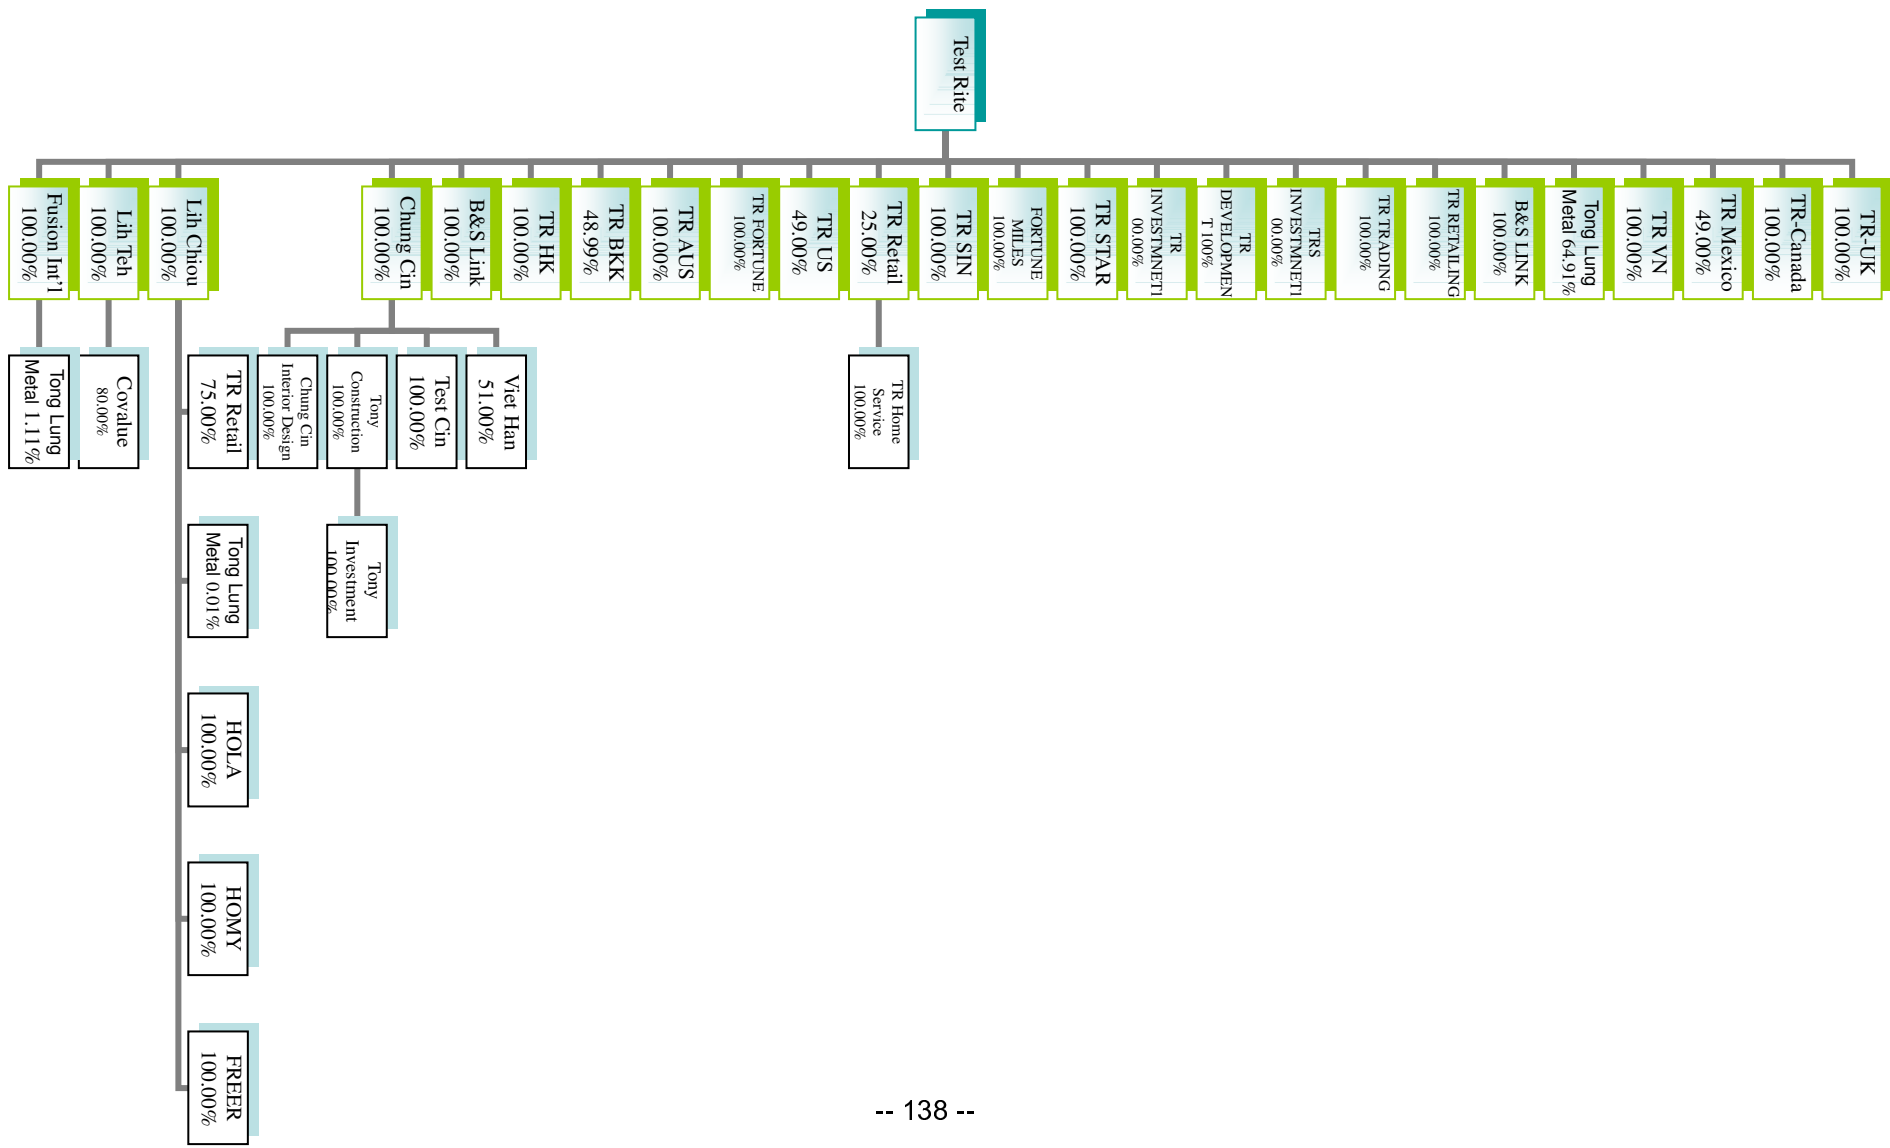 Test Rite
Fusion Int'l
100.00%
Lih Teh
100.00%
Lih Chiou
100.00%
Chung Cin
100.00%
B&S Link
100.00%
TR HK
100.00%
TR BKK
48.99%
TR AUS
100.00%
TR FORTUNE
100.00%
TR US
49.00%
TR Retail
25.00%
TR SIN
100.00%
FORTUNE
MILES
100.00%
TR STAR
100.00%
TR
INVESTMNET1
00.00%
TR
DEVELOPMEN
T 100%
TRS
INVESTMNET1
00.00%
TR TRADING
100.00%
TR RETAILING
100.00%
B&S LINK
100.00%
Tong Lung
Metal 64.91%
TR VN
100.00%
TR Mexico
49.00%
TR-Canada
100.00%
TR-UK
100.00%
Tong Lung
Metal 1.11%
Covalue
80.00%
TR Retail
75.00%
Chung Cin
Interior Design
100.00%
Tony
Construction
100.00%
Test Cin
100.00%
Viet Han
51.00%
TR Home
Service
100.00%
Tong Lung
Metal 0.01%
Tony
Investment
100.00%
HOLA
100.00%
HOMY
100.00%
FREER
100.00%
-- 138 --